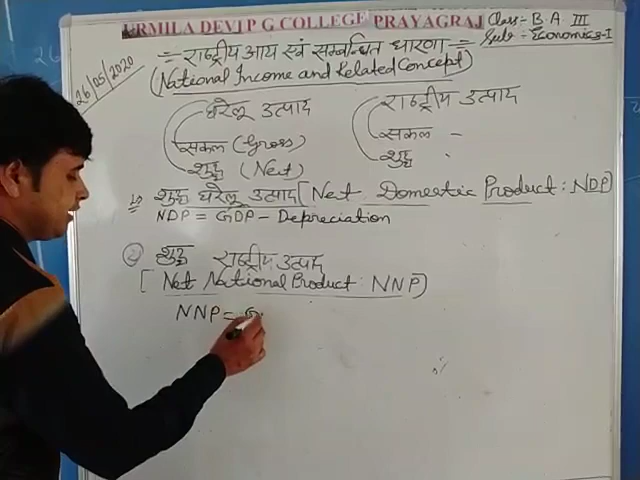 URMILA DEVI P G COLLEGE PRAYAGRAJ
Class:- B.A III
Sub:- Economics-I
26/05/2020
राष्ट्रीय आय एवं सम्बन्धित धारणा
(National Income and Related Concept)
घरेलू उत्पाद
सकल (Gross)
शुद्ध (Net)
राष्ट्रीय उत्पाद
सकल -
शुद्ध
शुद्ध घरेलू उत्पाद [Net Domestic Product: NDP)
NDP = GDP - Depreciation
② शुद्ध राष्ट्रीय उत्पाद
[Net National Product: NNP)
NNP = G